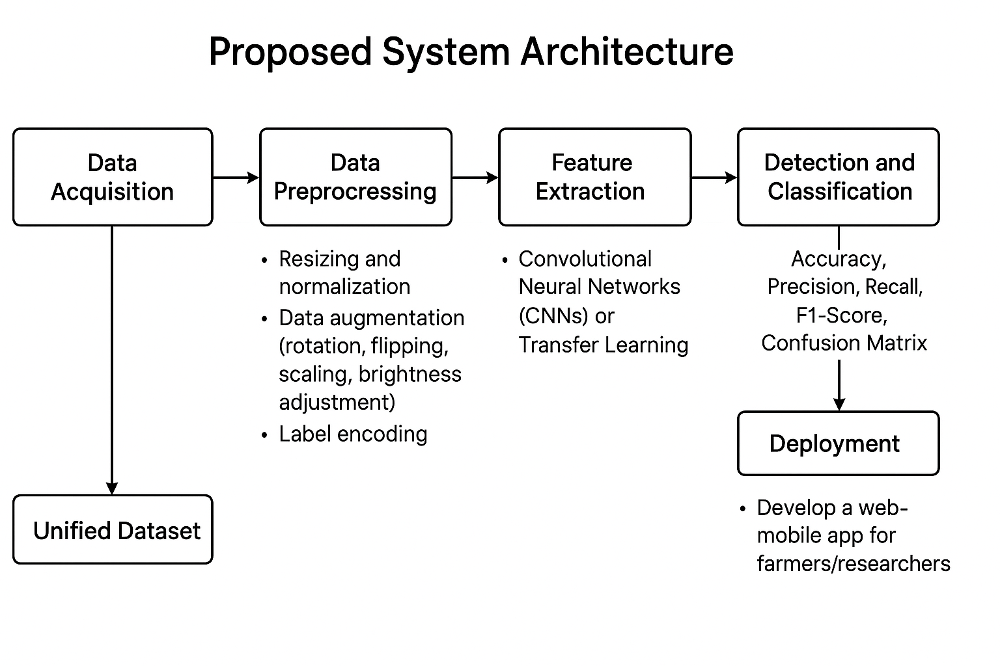 Proposed System Architecture
Data
Acquisition
Data
Preprocressing
Feature
Extraction
Detection and
Classification
• Resizing and
normalization
• Data augmentation
(rotation, flipping,
scaling, brightness
adjustment)
• Label encoding
• Convolutional
Neural Networks
(CNNs) or
Transfer Learning
Accuracy,
Precision, Recall,
F1-Score,
Confusion Matrix
Deployment
• Develop a web-
mobile app for
farmers/researchers
Unified Dataset